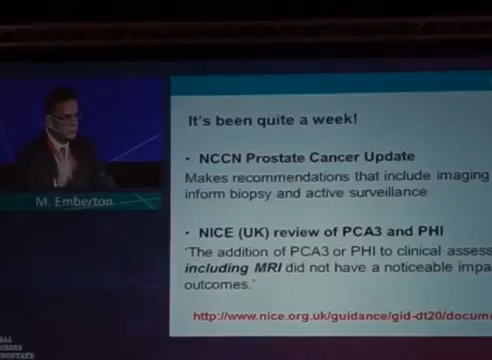 It's been quite a week!
• NCCN Prostate Cancer Update
Makes recommendations that include imaging
inform biopsy and active surveillance
• NICE (UK) review of PCA3 and PHI
'The addition of PCA3 or PHI to clinical assess
including MRI did not have a noticeable impa
outcomes.'
http://www.nice.org.uk/guidance/gid-dt20/docume
M. Emberton